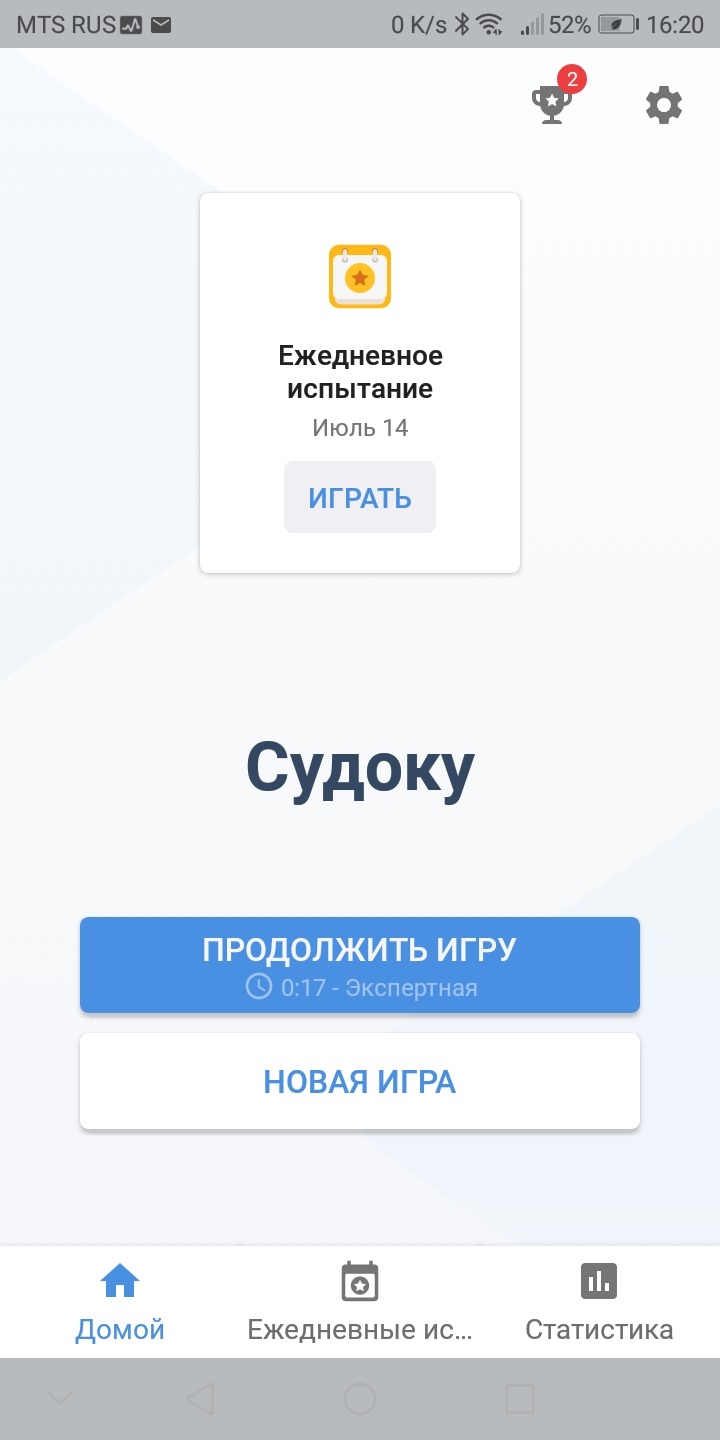 MTS RUS 0 K/s 52% 16:20
2
Ежедневное
испытание
Июль 14
ИГРАТЬ
Судоку
ПРОДОЛЖИТЬ ИГРУ
0:17 - Экспертная
НОВАЯ ИГРА
Домой Ежедневные ис... Статистика